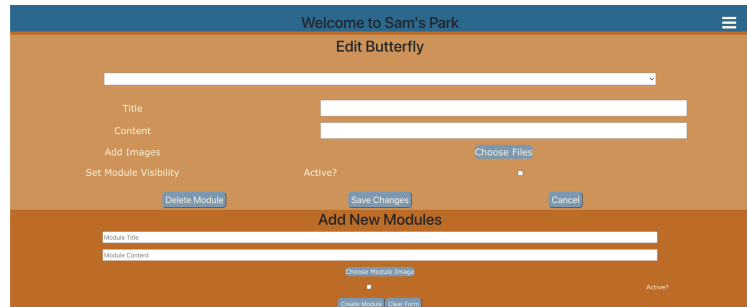 Welcome to Sam's Park
Edit Butterfly
Title
Content
Add Images Choose Files
Set Module Visibility Active?
Delete Module Save Changes Cancel
Add New Modules
Module Title
Module Content
Choose Module Image
Active?
Create Module Clear Form